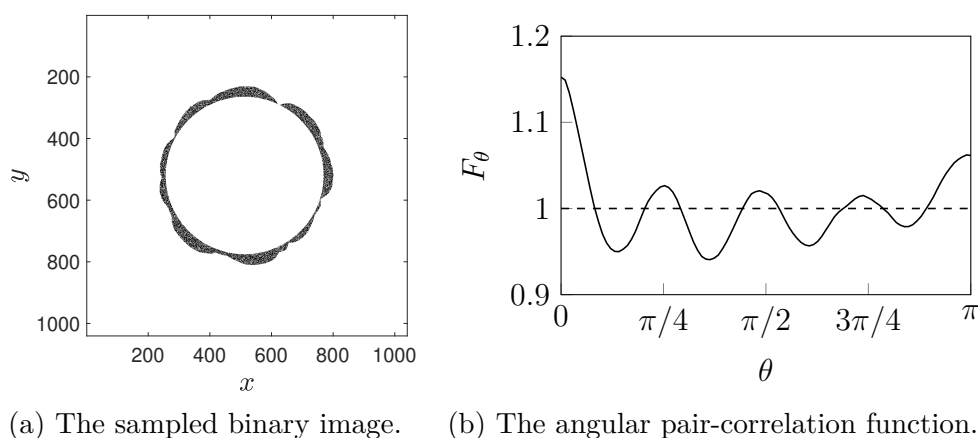 200
400
600
800
1000
y
200 400 600 800 1000
x
1.2
1.1
1
0.9
F_θ
0 π/4 π/2 3π/4 π
θ
(a) The sampled binary image.
(b) The angular pair-correlation function.